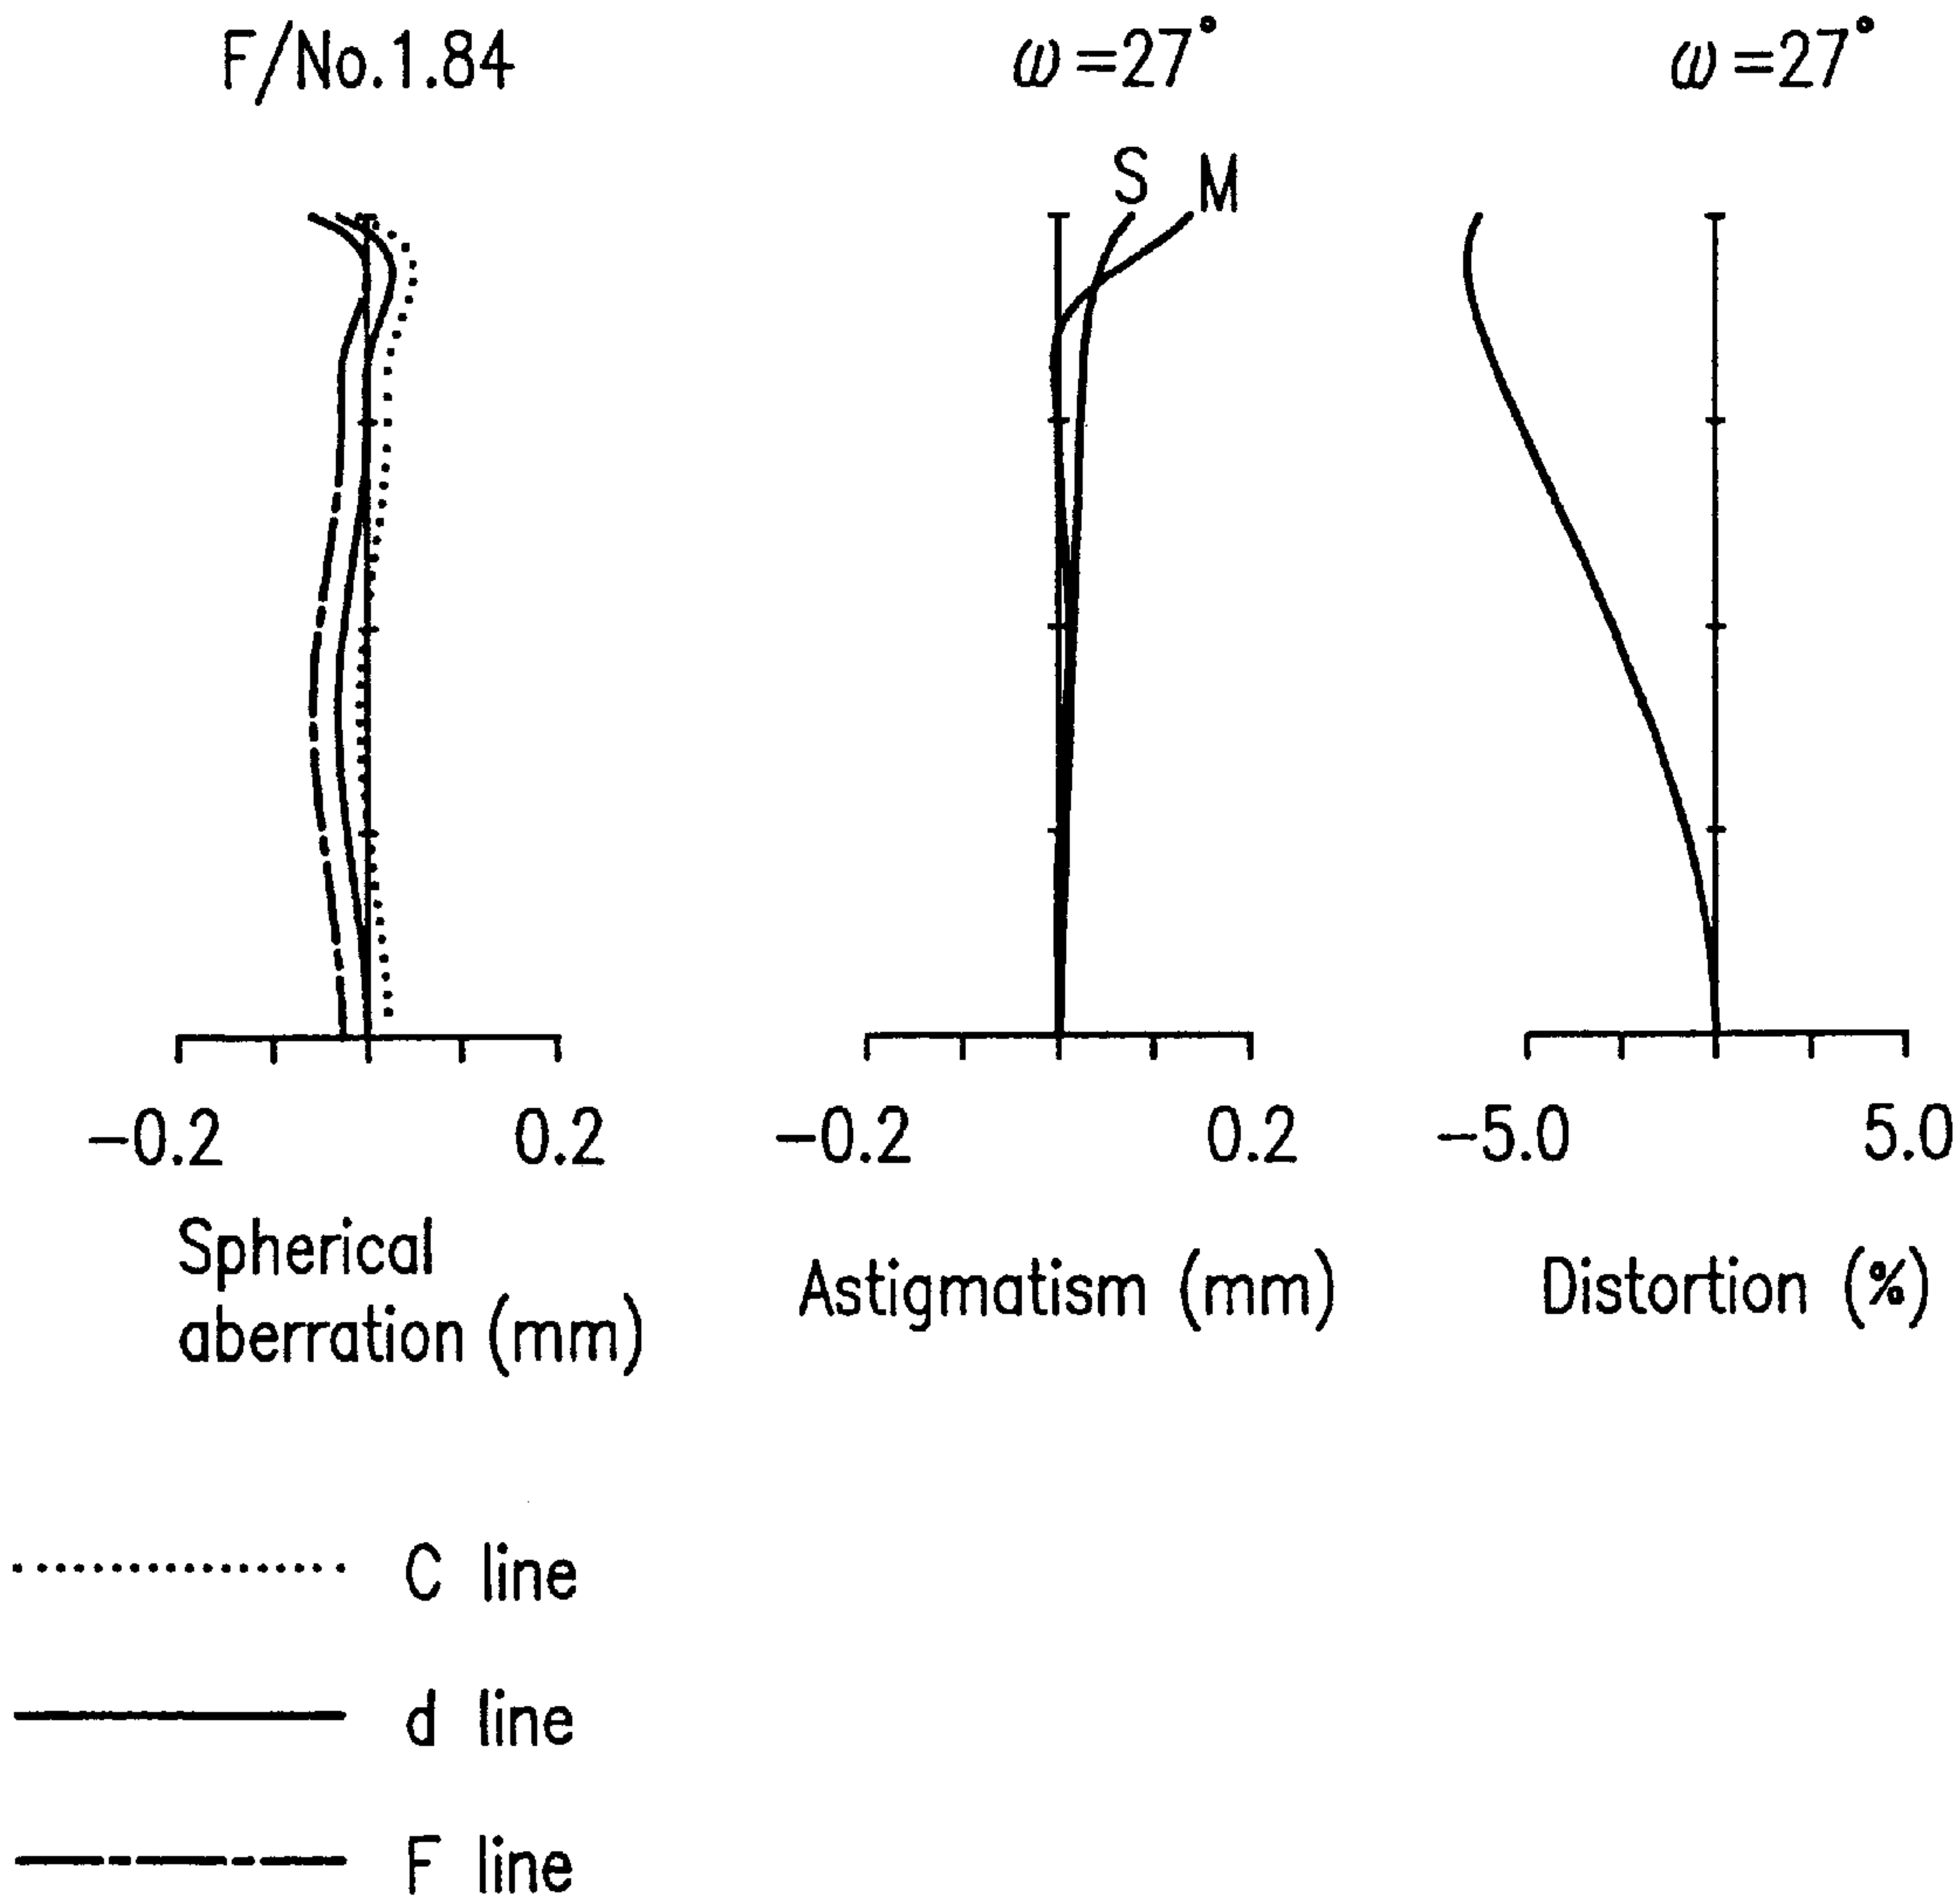 F/No.1.84
ω=27°
ω=27°
S M
−0.2 0.2
−0.2 0.2
−5.0 5.0
Spherical
aberration (mm)
Astigmatism (mm)
Distortion (%)
C line
d line
F line